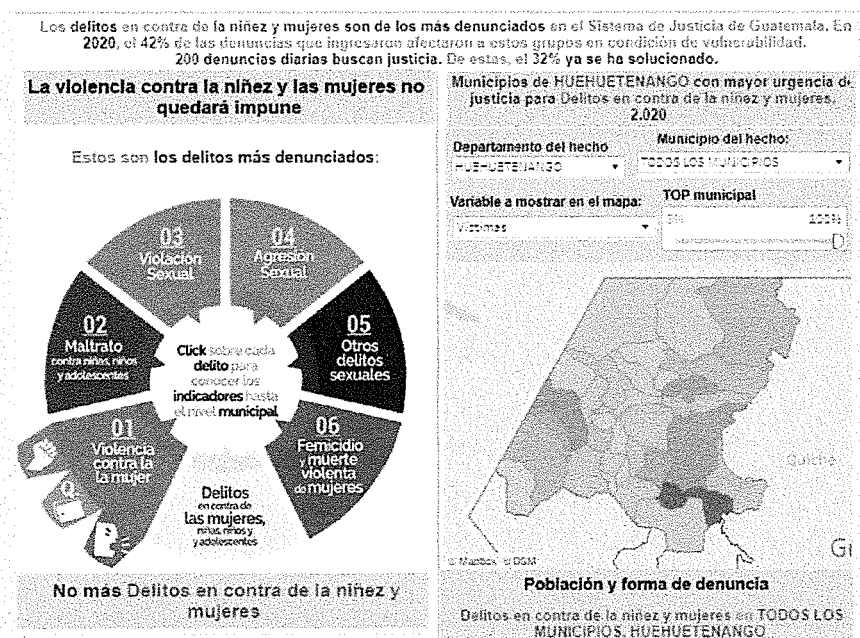 Los delitos en contra de la niñez y mujeres son de los más denunciados en el Sistema de Justicia de Guatemala. En
2020, el 42% de las denuncias que ingresaron afectaron a estos grupos en condición de vulnerabilidad.
200 denuncias diarias buscan justicia. De estas, el 32% ya se ha solucionado.
La violencia contra la niñez y las mujeres no
quedará impune
Estos son los delitos más denunciados:
03
Violación
Sexual
04
Agresión
Sexual
02
Maltrato
contra niñas, niños
y adolescentes
Click sobre cada
delito para
conocer los
indicadores hasta
el nivel municipal
05
Otros
delitos
sexuales
01
Violencia
contra la
la mujer
06
Femicidio
y muerte
violenta
de mujeres
Delitos
en contra de
las mujeres,
niñas, niños y
y adolescentes
No más Delitos en contra de la niñez y
mujeres
Municipios de HUEHUETENANGO con mayor urgencia de
justicia para Delitos en contra de la niñez y mujeres.
2.020
Departamento del hecho
HUEHUETENANGO
Municipio del hecho:
TODOS LOS MUNICIPIOS
Variable a mostrar en el mapa:
Víctimas
TOP municipal
100%
Quiché
G
© Mapbox © OSM
Población y forma de denuncia
Delitos en contra de la niñez y mujeres en TODOS LOS
MUNICIPIOS, HUEHUETENANGO